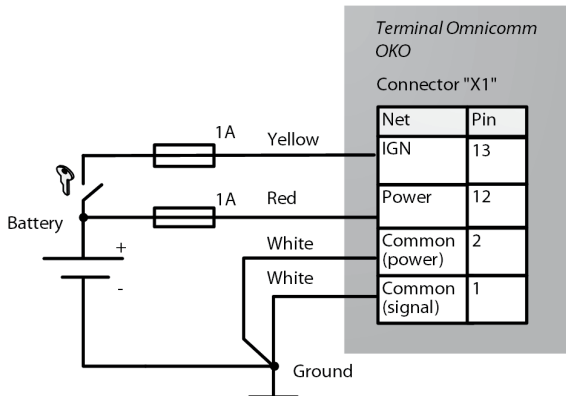 Terminal Omnicomm
OKO
Connector "X1"
Net Pin
1A Yellow IGN 13
1A Red Power 12
Battery
+
-
White Common 2
(power)
White Common 1
(signal)
Ground